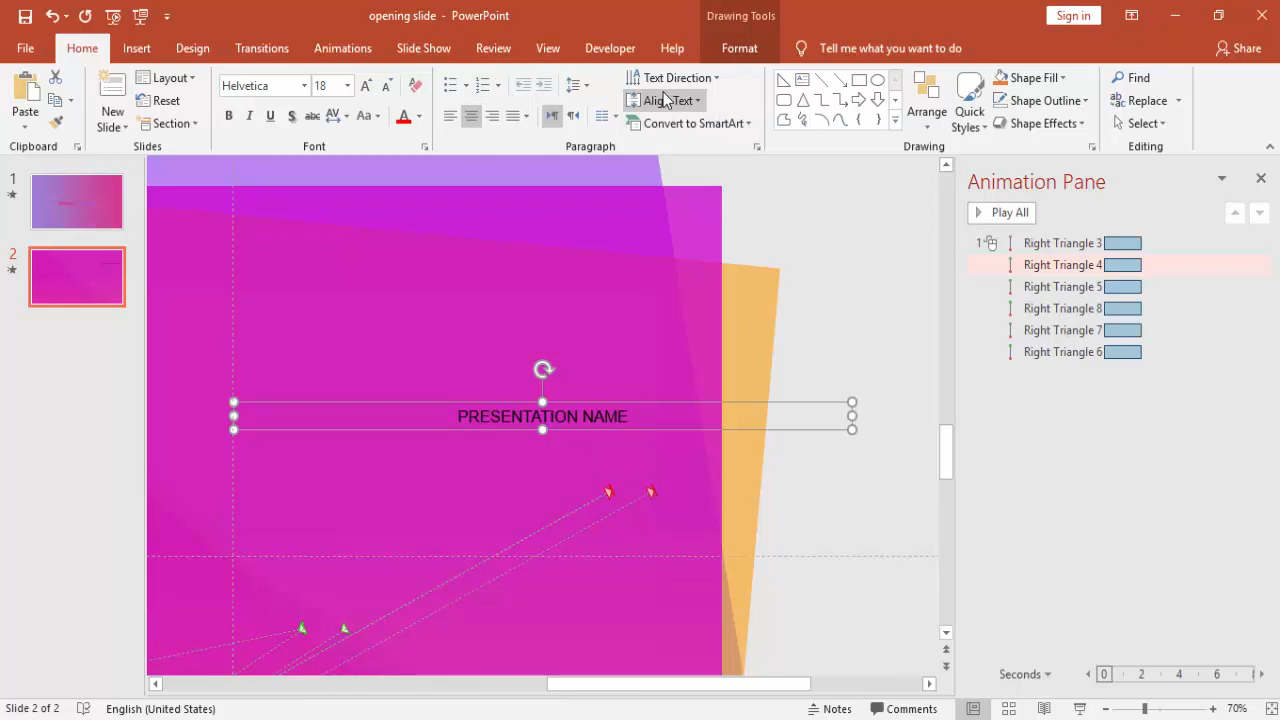 opening slide - PowerPoint
Drawing Tools
Sign in
File
Home
Insert
Design
Transitions
Animations
Slide Show
Review
View
Developer
Help
Format
Tell me what you want to do
Share
Paste
Clipboard
New
Slide
Layout
Reset
Section
Slides
Helvetica
18
B I U S abc AV Aa A
Font
Text Direction
Align Text
Convert to SmartArt
Paragraph
Arrange
Quick
Styles
Shape Fill
Shape Outline
Shape Effects
Drawing
Find
Replace
Select
Editing
1
2
PRESENTATION NAME
Animation Pane
Play All
1
Right Triangle 3
Right Triangle 4
Right Triangle 5
Right Triangle 8
Right Triangle 7
Right Triangle 6
Seconds
0 2 4 6 8
Slide 2 of 2
English (United States)
Notes
Comments
70%